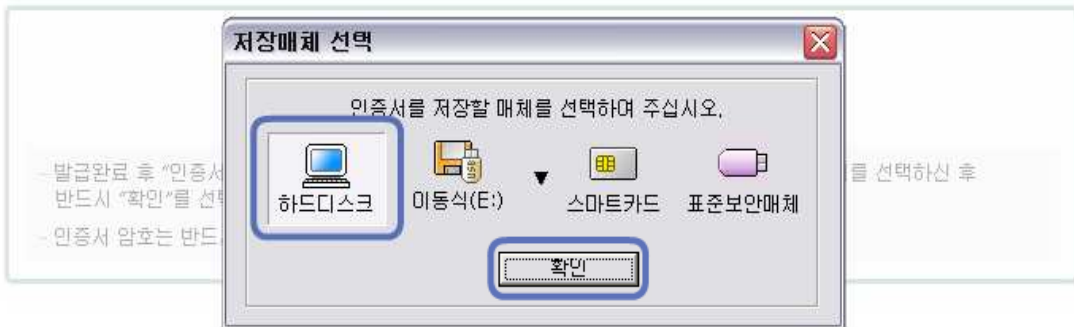 저장매체 선택
인증서를 저장할 매체를 선택하여 주십시오.
하드디스크 이동식(E:) 스마트카드 표준보안매체
확인
- 발급완료 후 "인증서 를 선택하신 후
반드시 "확인"를 선택
- 인증서 암호는 반드시